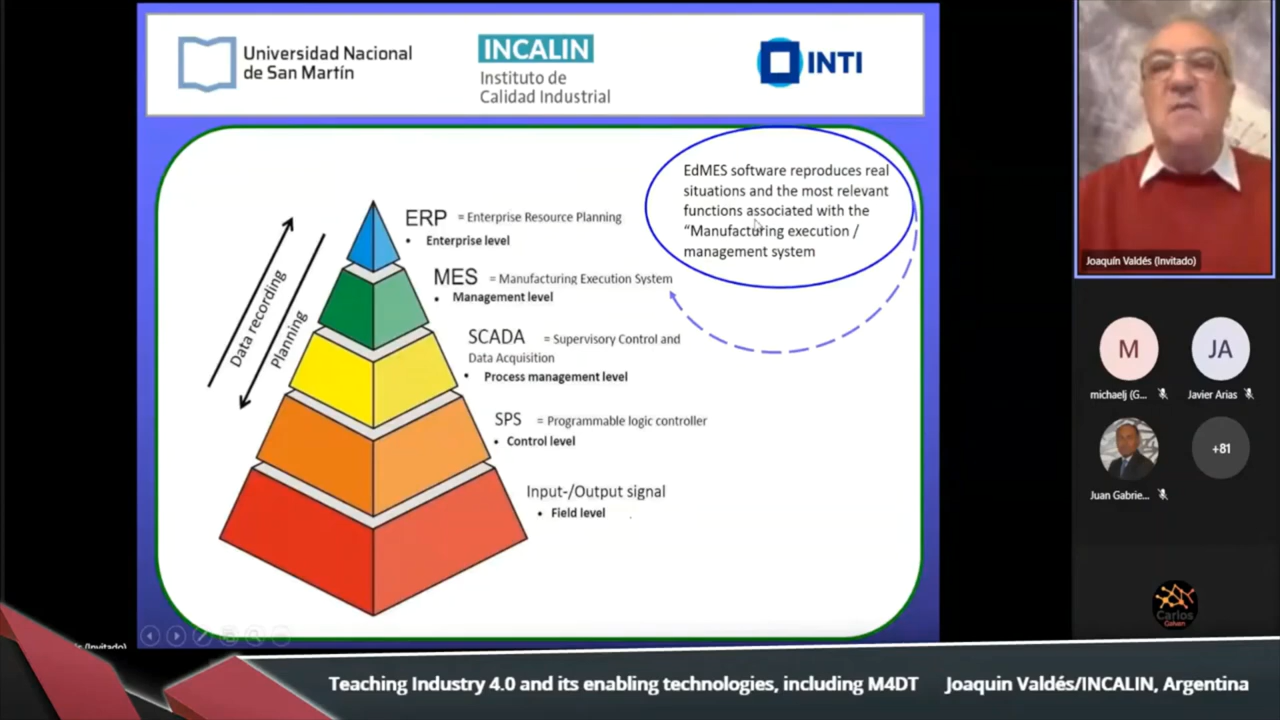 Universidad Nacional
de San Martín
INCALIN
Instituto de
Calidad Industrial
INTI
EdMES software reproduces real
situations and the most relevant
functions associated with the
“Manufacturing execution /
management system
Data recording
Planning
ERP = Enterprise Resource Planning
• Enterprise level
MES = Manufacturing Execution System
• Management level
SCADA = Supervisory Control and
Data Acquisition
• Process management level
SPS = Programmable logic controller
• Control level
Input-/Output signal
• Field level
Joaquín Valdés (Invitado)
M
JA
michaelj (G...
Javier Arias
+81
Juan Gabrie...
Carlos
(Invitado)
Teaching Industry 4.0 and its enabling technologies, including M4DT
Joaquin Valdés/INCALIN, Argentina